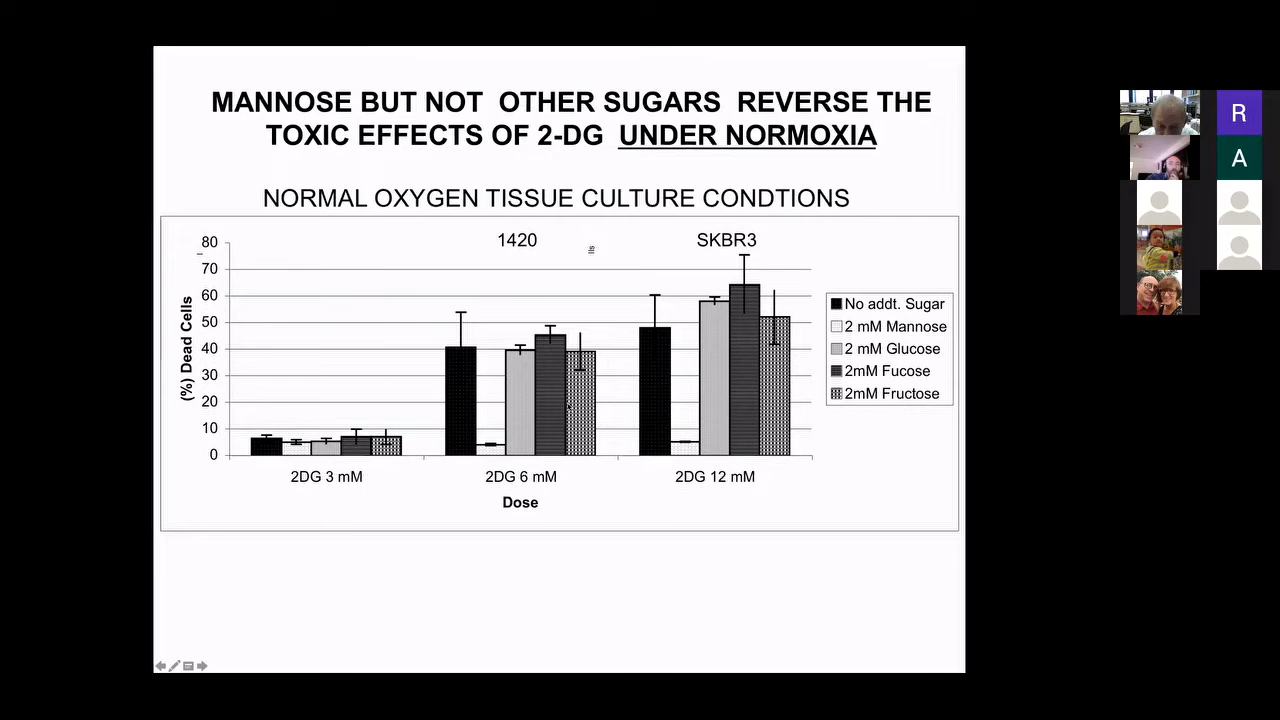 MANNOSE BUT NOT OTHER SUGARS REVERSE THE
TOXIC EFFECTS OF 2-DG UNDER NORMOXIA
NORMAL OXYGEN TISSUE CULTURE CONDTIONS
1420
SKBR3
(%) Dead Cells
80
70
60
50
40
30
20
10
0
2DG 3 mM
2DG 6 mM
2DG 12 mM
Dose
No addt. Sugar
2 mM Mannose
2 mM Glucose
2mM Fucose
2mM Fructose
R
A